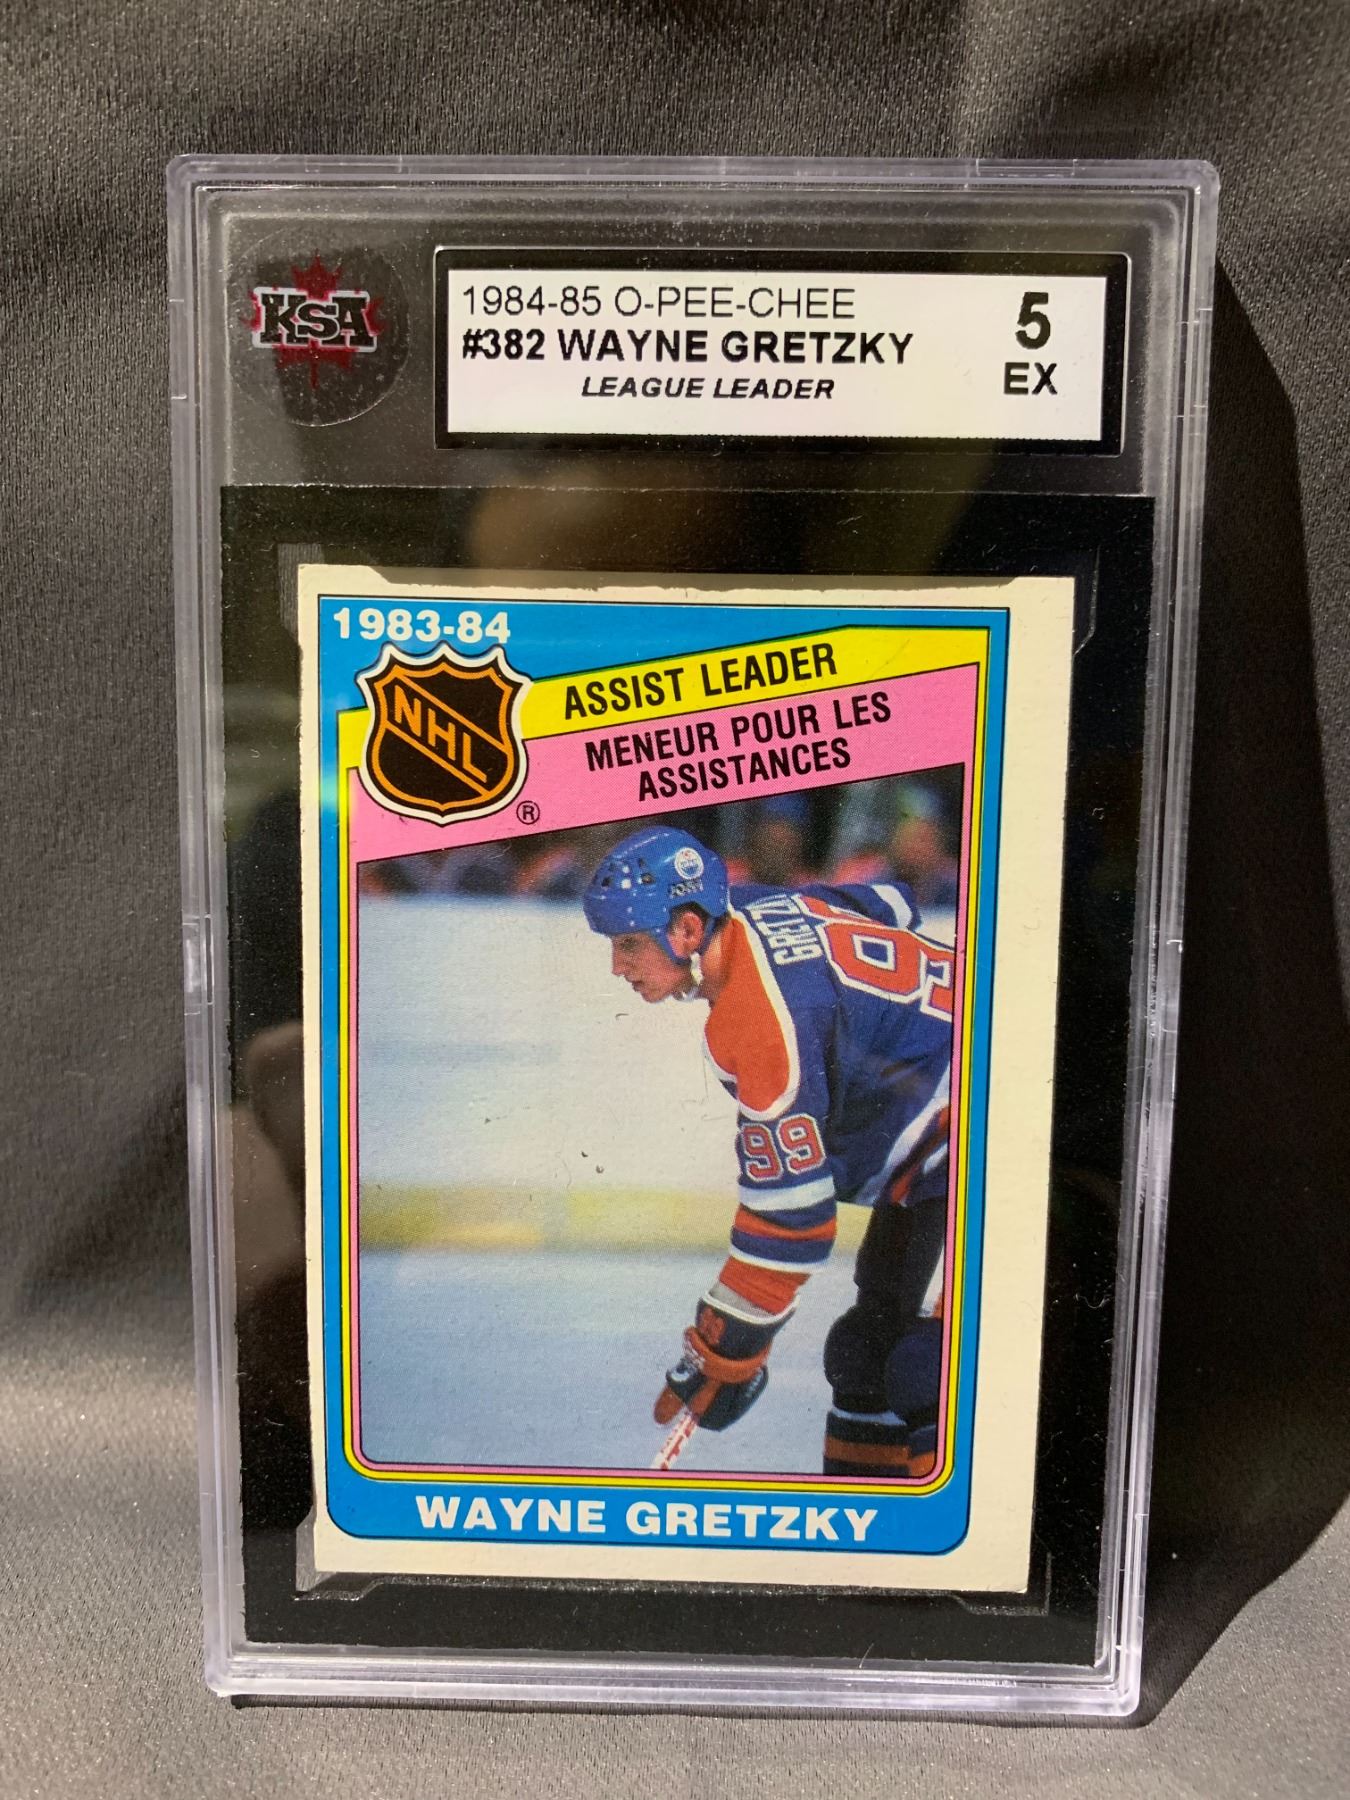 KSA
1984-85 O-PEE-CHEE
#382 WAYNE GRETZKY
LEAGUE LEADER
5
EX
1983-84
NHL
®
ASSIST LEADER
MENEUR POUR LES
ASSISTANCES
GRETZKY
99
99
WAYNE GRETZKY